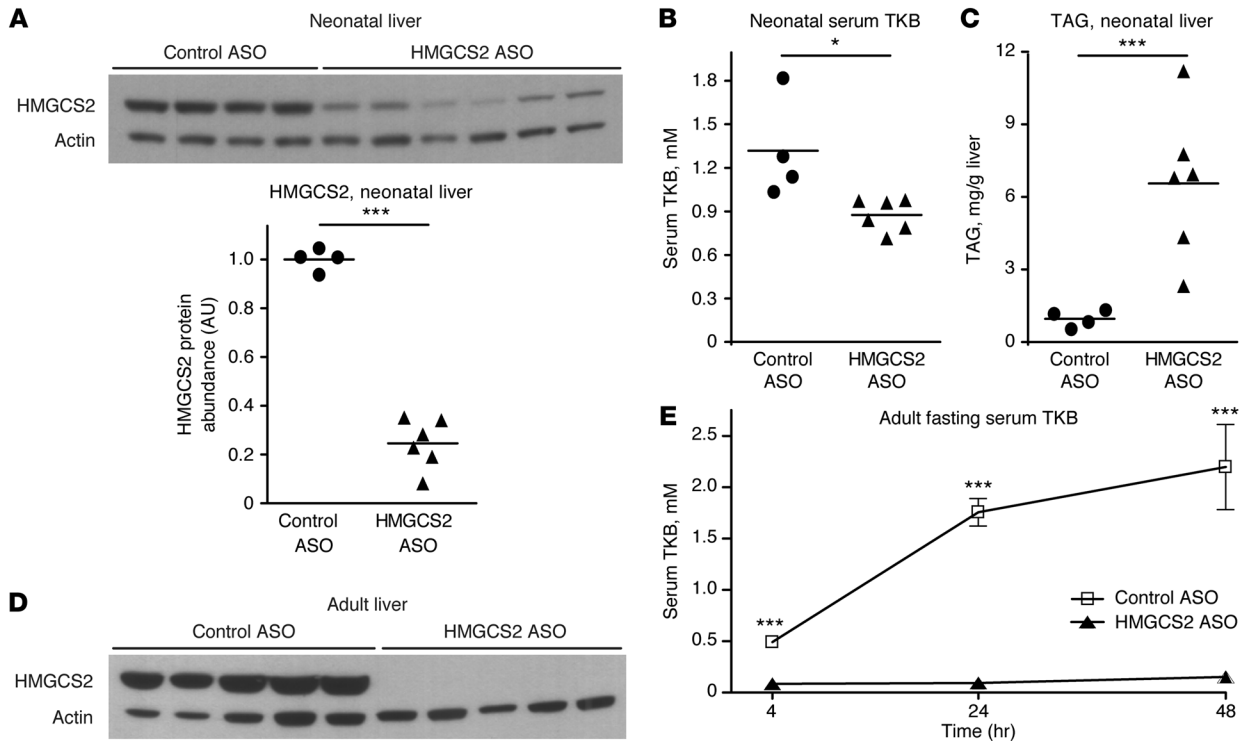 A
Neonatal liver
Control ASO
HMGCS2 ASO
HMGCS2
Actin
HMGCS2, neonatal liver
***
HMGCS2 protein
abundance (AU)
1.0
0.8
0.6
0.4
0.2
0
Control
ASO
HMGCS2
ASO
B
Neonatal serum TKB
*
Serum TKB, mM
1.8
1.5
1.2
0.9
0.6
0.3
0
Control
ASO
HMGCS2
ASO
C
TAG, neonatal liver
***
TAG, mg/g liver
12
9
6
3
0
Control
ASO
HMGCS2
ASO
D
Adult liver
Control ASO
HMGCS2 ASO
HMGCS2
Actin
E
Adult fasting serum TKB
Serum TKB, mM
2.5
2.0
1.5
1.0
0.5
0
***
***
***
Control ASO
HMGCS2 ASO
4
24
48
Time (hr)